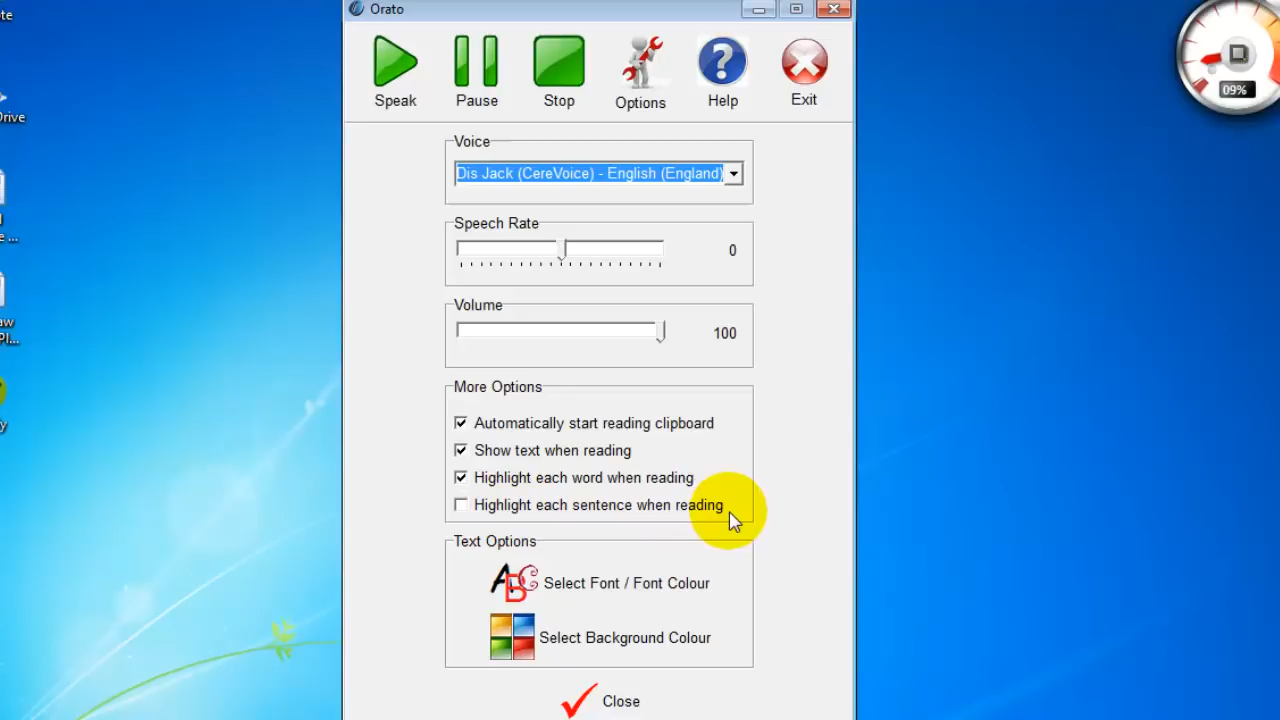 Orato
Speak
Pause
Stop
Options
Help
Exit
09%
Drive
Voice
Dis Jack (CereVoice) - English (England)
Speech Rate
0
Volume
100
More Options
Automatically start reading clipboard
Show text when reading
Highlight each word when reading
Highlight each sentence when reading
Text Options
ABC Select Font / Font Colour
Select Background Colour
Close